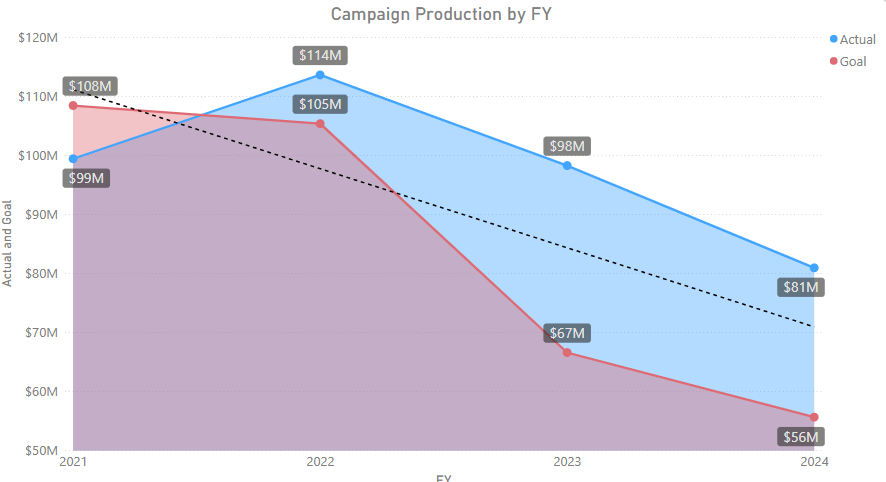 Campaign Production by FY
Actual
Goal
Actual and Goal
$120M
$110M
$100M
$90M
$80M
$70M
$60M
$50M
$108M
$99M
$114M
$105M
$98M
$67M
$81M
$56M
2021
2022
2023
2024
FY